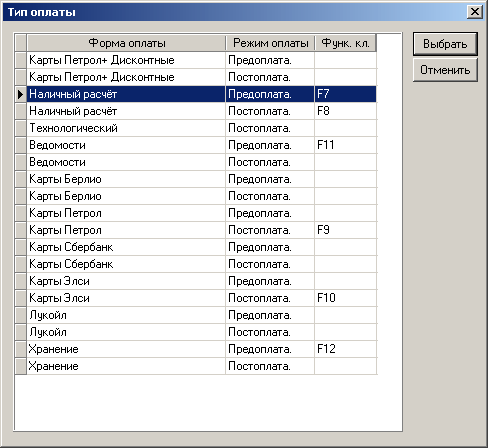 Тип оплаты
Форма оплаты Режим оплаты Функ. кл.
Карты Петрол+ Дисконтные Предоплата.
Карты Петрол+ Дисконтные Постоплата.
Наличный расчёт Предоплата. F7
Наличный расчёт Постоплата. F8
Технологический Постоплата.
Ведомости Предоплата. F11
Ведомости Постоплата.
Карты Берлио Предоплата.
Карты Берлио Постоплата.
Карты Петрол Предоплата.
Карты Петрол Постоплата. F9
Карты Сбербанк Предоплата.
Карты Сбербанк Постоплата.
Карты Элси Предоплата.
Карты Элси Постоплата. F10
Лукойл Предоплата.
Лукойл Постоплата.
Хранение Предоплата. F12
Хранение Постоплата.
Выбрать
Отменить